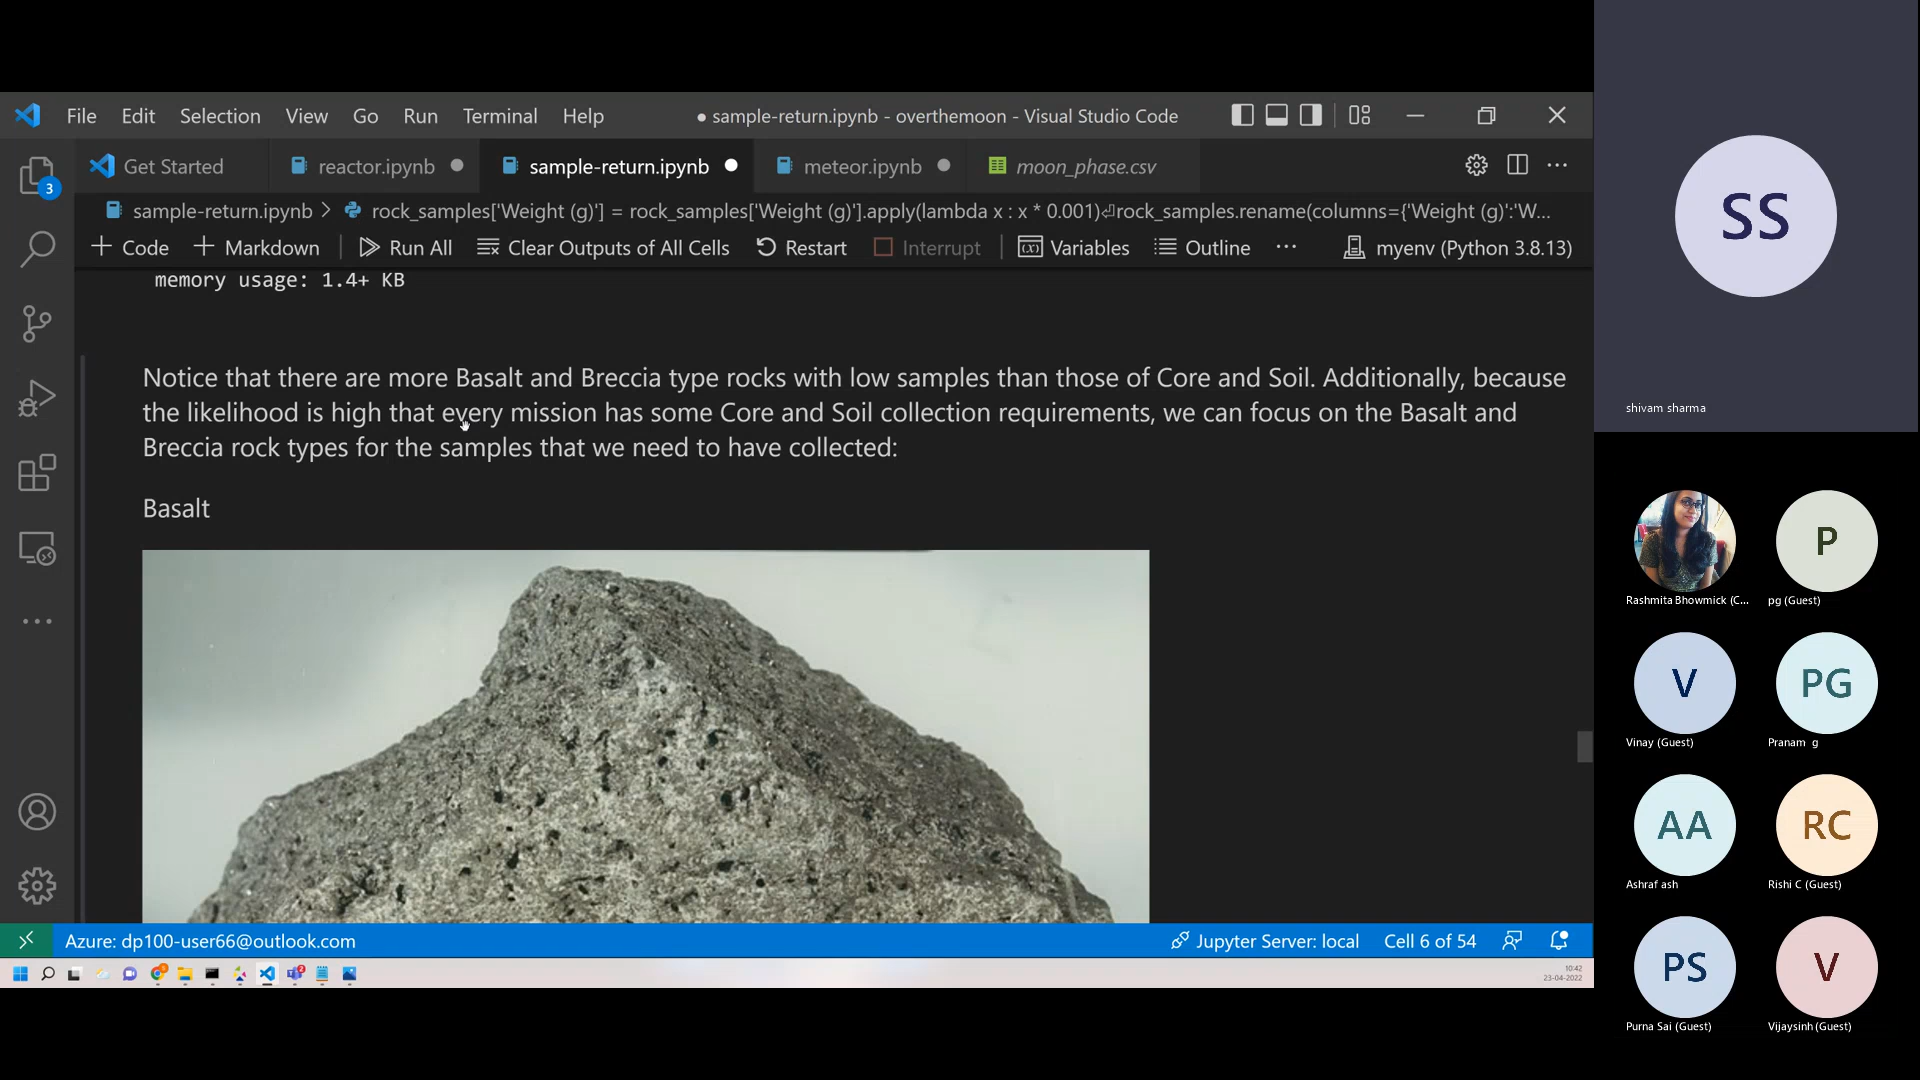 File Edit Selection View Go Run Terminal Help ● sample-return.ipynb - overthemoon - Visual Studio Code
Get Started reactor.ipynb sample-return.ipynb meteor.ipynb moon_phase.csv
sample-return.ipynb > rock_samples['Weight (g)'] = rock_samples['Weight (g)'].apply(lambda x : x * 0.001)⏎rock_samples.rename(columns={'Weight (g)':'W...
+ Code + Markdown Run All Clear Outputs of All Cells Restart Interrupt Variables Outline ... myenv (Python 3.8.13)
3
memory usage: 1.4+ KB
Notice that there are more Basalt and Breccia type rocks with low samples than those of Core and Soil. Additionally, because
the likelihood is high that every mission has some Core and Soil collection requirements, we can focus on the Basalt and
Breccia rock types for the samples that we need to have collected:
Basalt
Azure: dp100-user66@outlook.com Jupyter Server: local Cell 6 of 54
10:42
23-04-2022
SS
shivam sharma
P
Rashmita Bhowmick (C... pg (Guest)
V PG
Vinay (Guest) Pranam g
AA RC
Ashraf ash Rishi C (Guest)
PS V
Purna Sai (Guest) Vijaysinh (Guest)